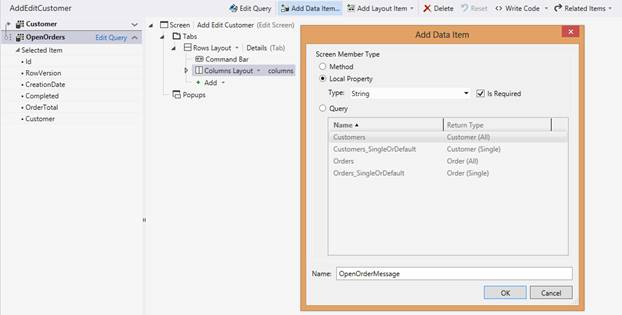 AddEditCustomer
Edit Query Add Data Item... Add Layout Item Delete Reset Write Code Related Items
Customer
OpenOrders Edit Query
Selected Item
Id
RowVersion
CreationDate
Completed
OrderTotal
Customer
Screen Add Edit Customer (Edit Screen)
Tabs
Rows Layout Details (Tab)
Command Bar
Columns Layout columns
+ Add
Popups
Add Data Item
Screen Member Type
Method
Local Property
Type: String Is Required
Query
Name Return Type
Customers Customer (All)
Customers_SingleOrDefault Customer (Single)
Orders Order (All)
Orders_SingleOrDefault Order (Single)
Name: OpenOrderMessage
OK Cancel